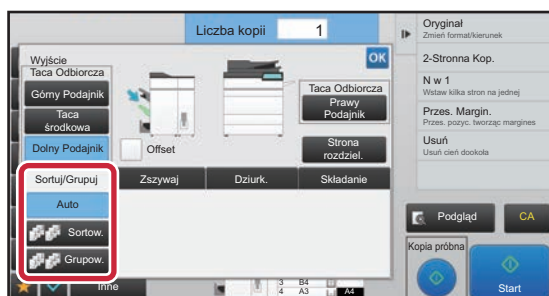 Liczba kopii 1
Wyjście
Taca Odbiorcza
Górny Podajnik
Taca
środkowa
Dolny Podajnik
Offset
OK
Taca Odbiorcza
Prawy
Podajnik
Strona
rozdziel.
Sortuj/Grupuj
Zszywaj
Dziurk.
Składanie
Auto
Sortow.
Grupow.
Inne
3 B4
4 A3
A4
Oryginał
Zmień format/kierunek
2-Stronna Kop.
N w 1
Wstaw kilka stron na jednej
Przes. Margin.
Przes. pozyc. tworząc margines
Usuń
Usuń cień dookoła
Podgląd
CA
Kopia próbna
Start